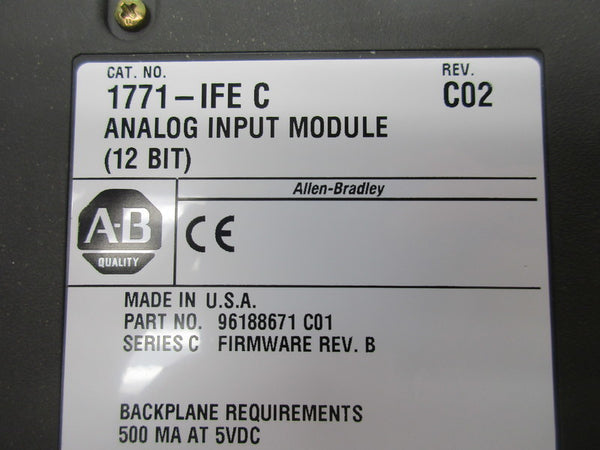 CAT. NO. REV.
1771-IFE C C02
ANALOG INPUT MODULE
(12 BIT)
Allen-Bradley
A-B
QUALITY
CE
MADE IN U.S.A.
PART NO. 96188671 C01
SERIES C FIRMWARE REV. B
BACKPLANE REQUIREMENTS
500 MA AT 5VDC